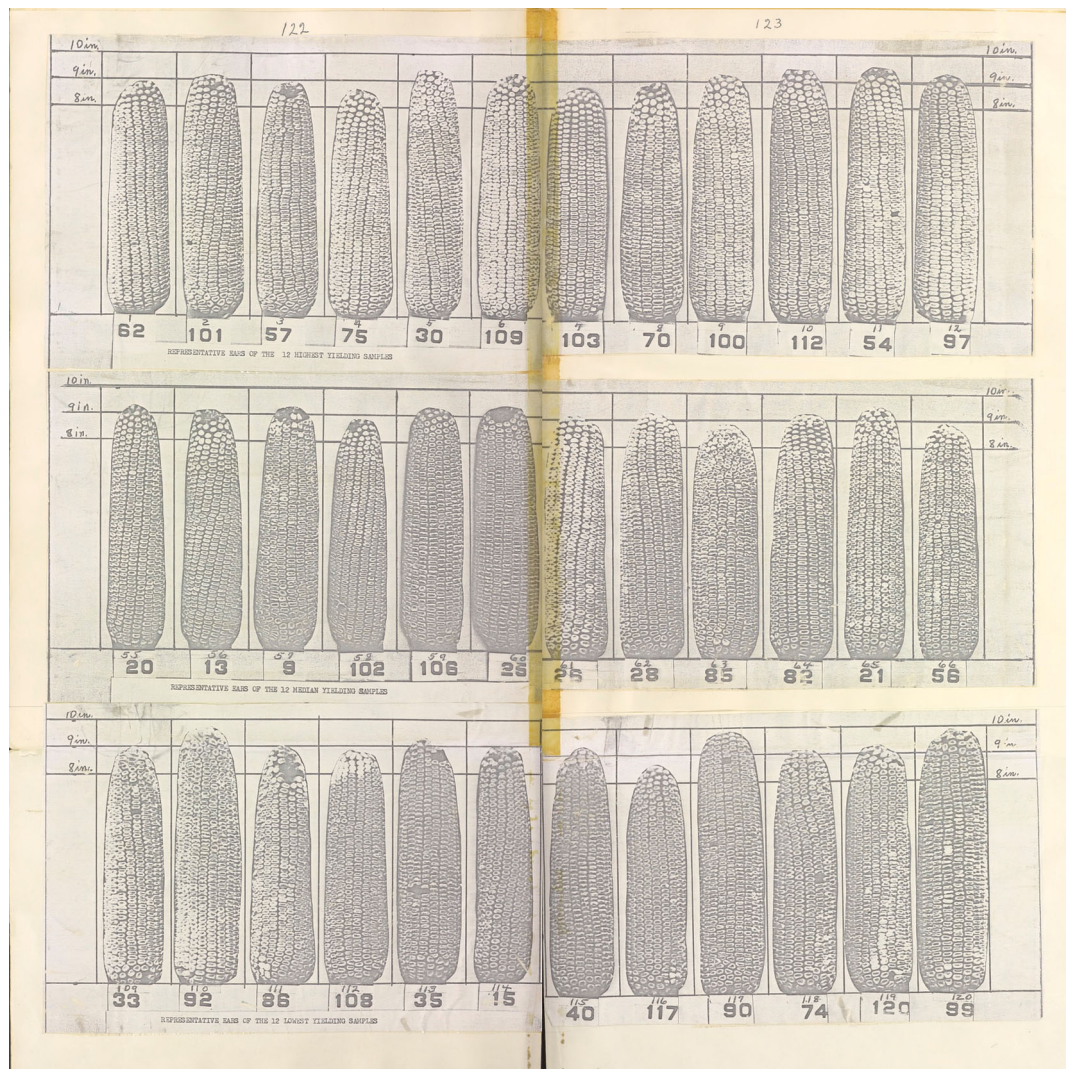 122
123
10in.
10in.
9in.
9in.
8in.
8in.
1 2 3 4 5 6 7 8 9 10 11 12
62 101 57 75 30 109 103 70 100 112 54 97
REPRESENTATIVE EARS OF THE 12 HIGHEST YIELDING SAMPLES
10in.
10in.
9in.
9in.
8in.
8in.
55 56 57 58 59 60 61 62 63 64 65 66
20 13 9 102 106 25 26 28 85 82 21 56
REPRESENTATIVE EARS OF THE 12 MEDIAN YIELDING SAMPLES
10in.
10in.
9in.
9in
8in.
8in.
109 110 111 112 113 114 115 116 117 118 119 120
33 92 86 108 35 15 40 117 90 74 120 99
REPRESENTATIVE EARS OF THE 12 LOWEST YIELDING SAMPLES